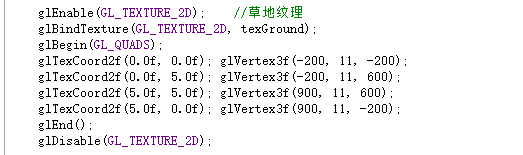 glEnable(GL_TEXTURE_2D);    //草地纹理
glBindTexture(GL_TEXTURE_2D, texGround);
glBegin(GL_QUADS);
glTexCoord2f(0.0f, 0.0f); glVertex3f(-200, 11, -200);
glTexCoord2f(0.0f, 5.0f); glVertex3f(-200, 11, 600);
glTexCoord2f(5.0f, 5.0f); glVertex3f(900, 11, 600);
glTexCoord2f(5.0f, 0.0f); glVertex3f(900, 11, -200);
glEnd();
glDisable(GL_TEXTURE_2D);